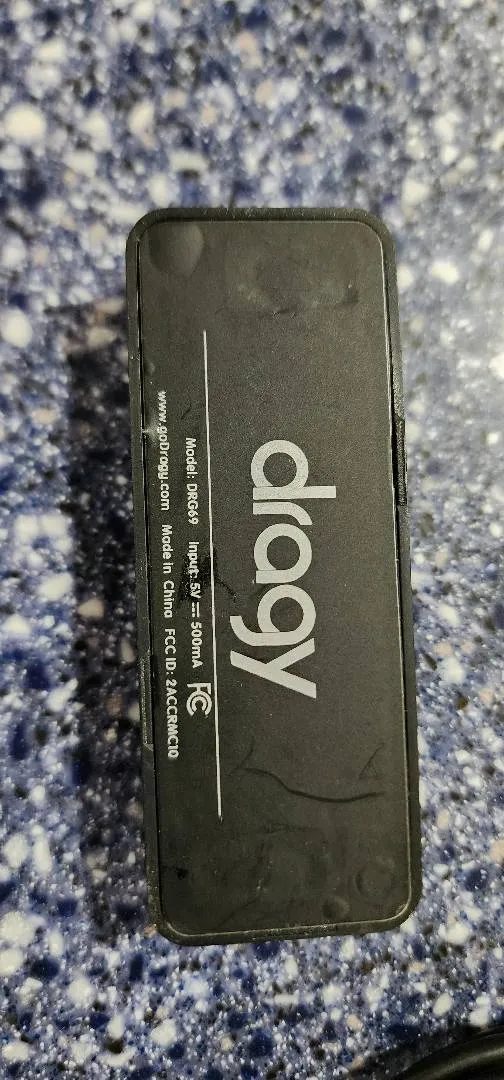 dragy
Model: DRG69 Input: 5V ⎓ 500mA FC
www.goDragy.com Made in China FCC ID: 2ACCRMC10